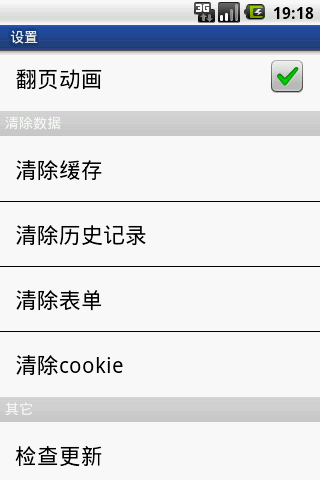 3G 19:18
设置
翻页动画
清除数据
清除缓存
清除历史记录
清除表单
清除cookie
其它
检查更新